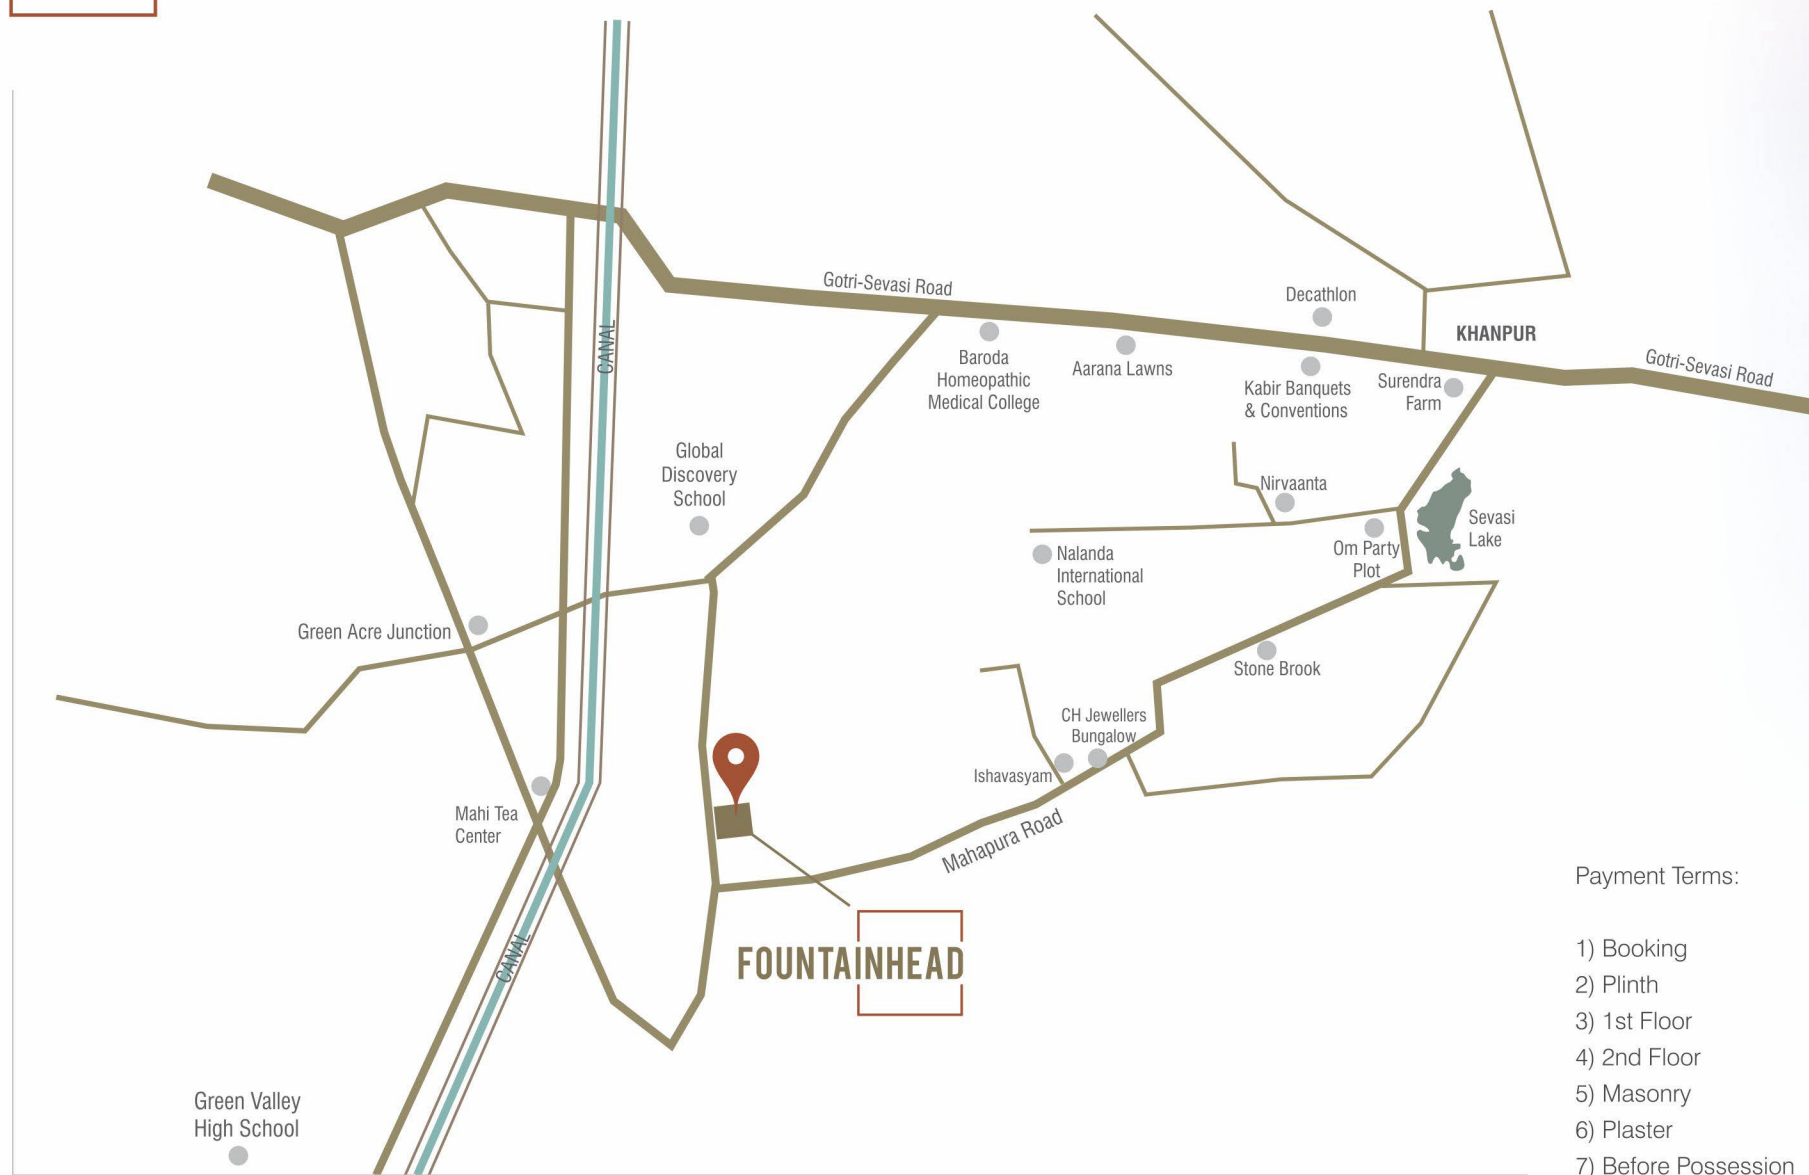 Gotri-Sevasi Road
Decathlon
KHANPUR
CANAL
Baroda
Homeopathic
Medical College
Aarana Lawns
Kabir Banquets
& Conventions
Surendra
Farm
Gotri-Sevasi Road
Global
Discovery
School
Nirvaanta
Sevasi
Lake
Om Party
Plot
Nalanda
International
School
Green Acre Junction
Stone Brook
CH Jewellers
Bungalow
Ishavasyam
Mahi Tea
Center
Mahapura Road
CANAL
FOUNTAINHEAD
Green Valley
High School
Payment Terms:
1) Booking
2) Plinth
3) 1st Floor
4) 2nd Floor
5) Masonry
6) Plaster
7) Before Possession